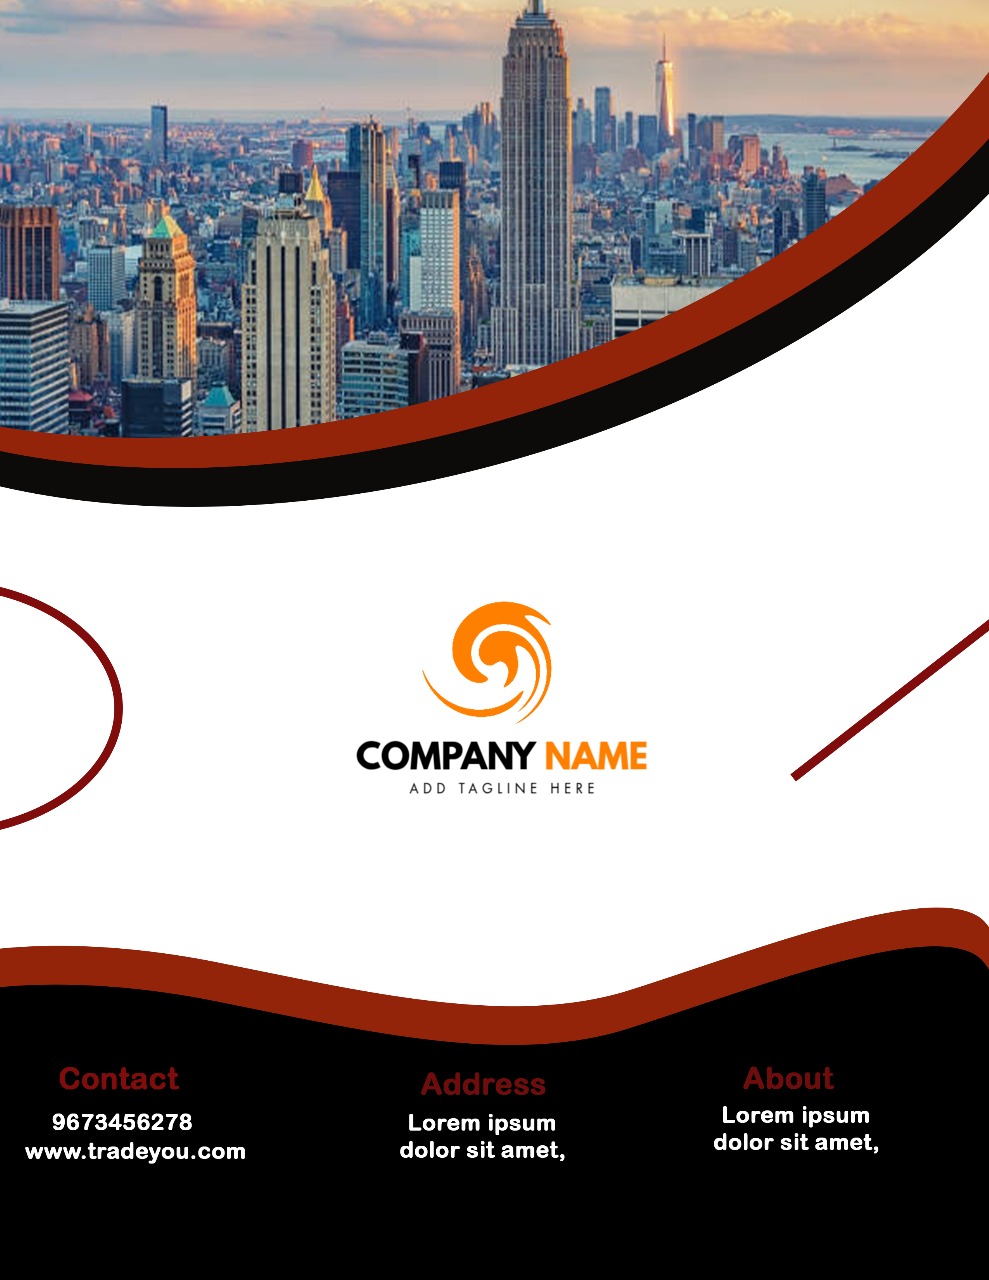 COMPANY NAME
ADD TAGLINE HERE
Contact
9673456278
www.tradeyou.com
Address
Lorem ipsum
dolor sit amet,
About
Lorem ipsum
dolor sit amet,